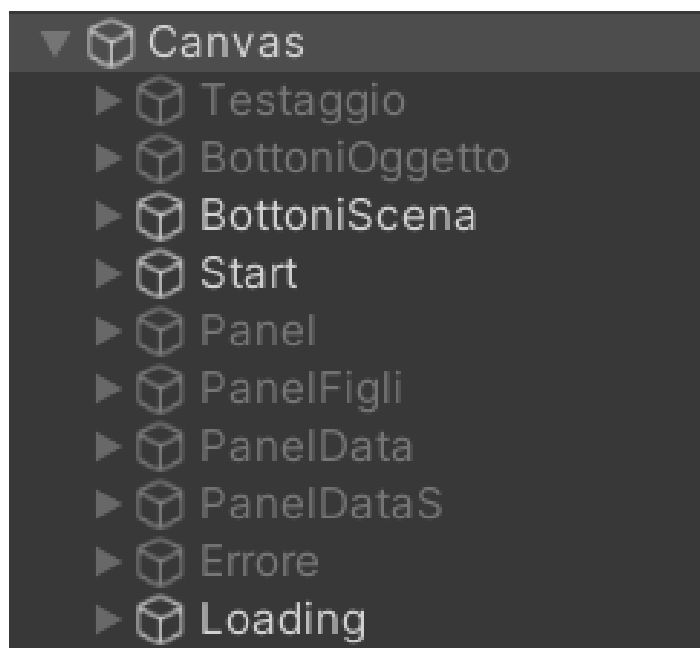 Canvas
Testaggio
BottoniOggetto
BottoniScena
Start
Panel
PanelFigli
PanelData
PanelDataS
Errore
Loading